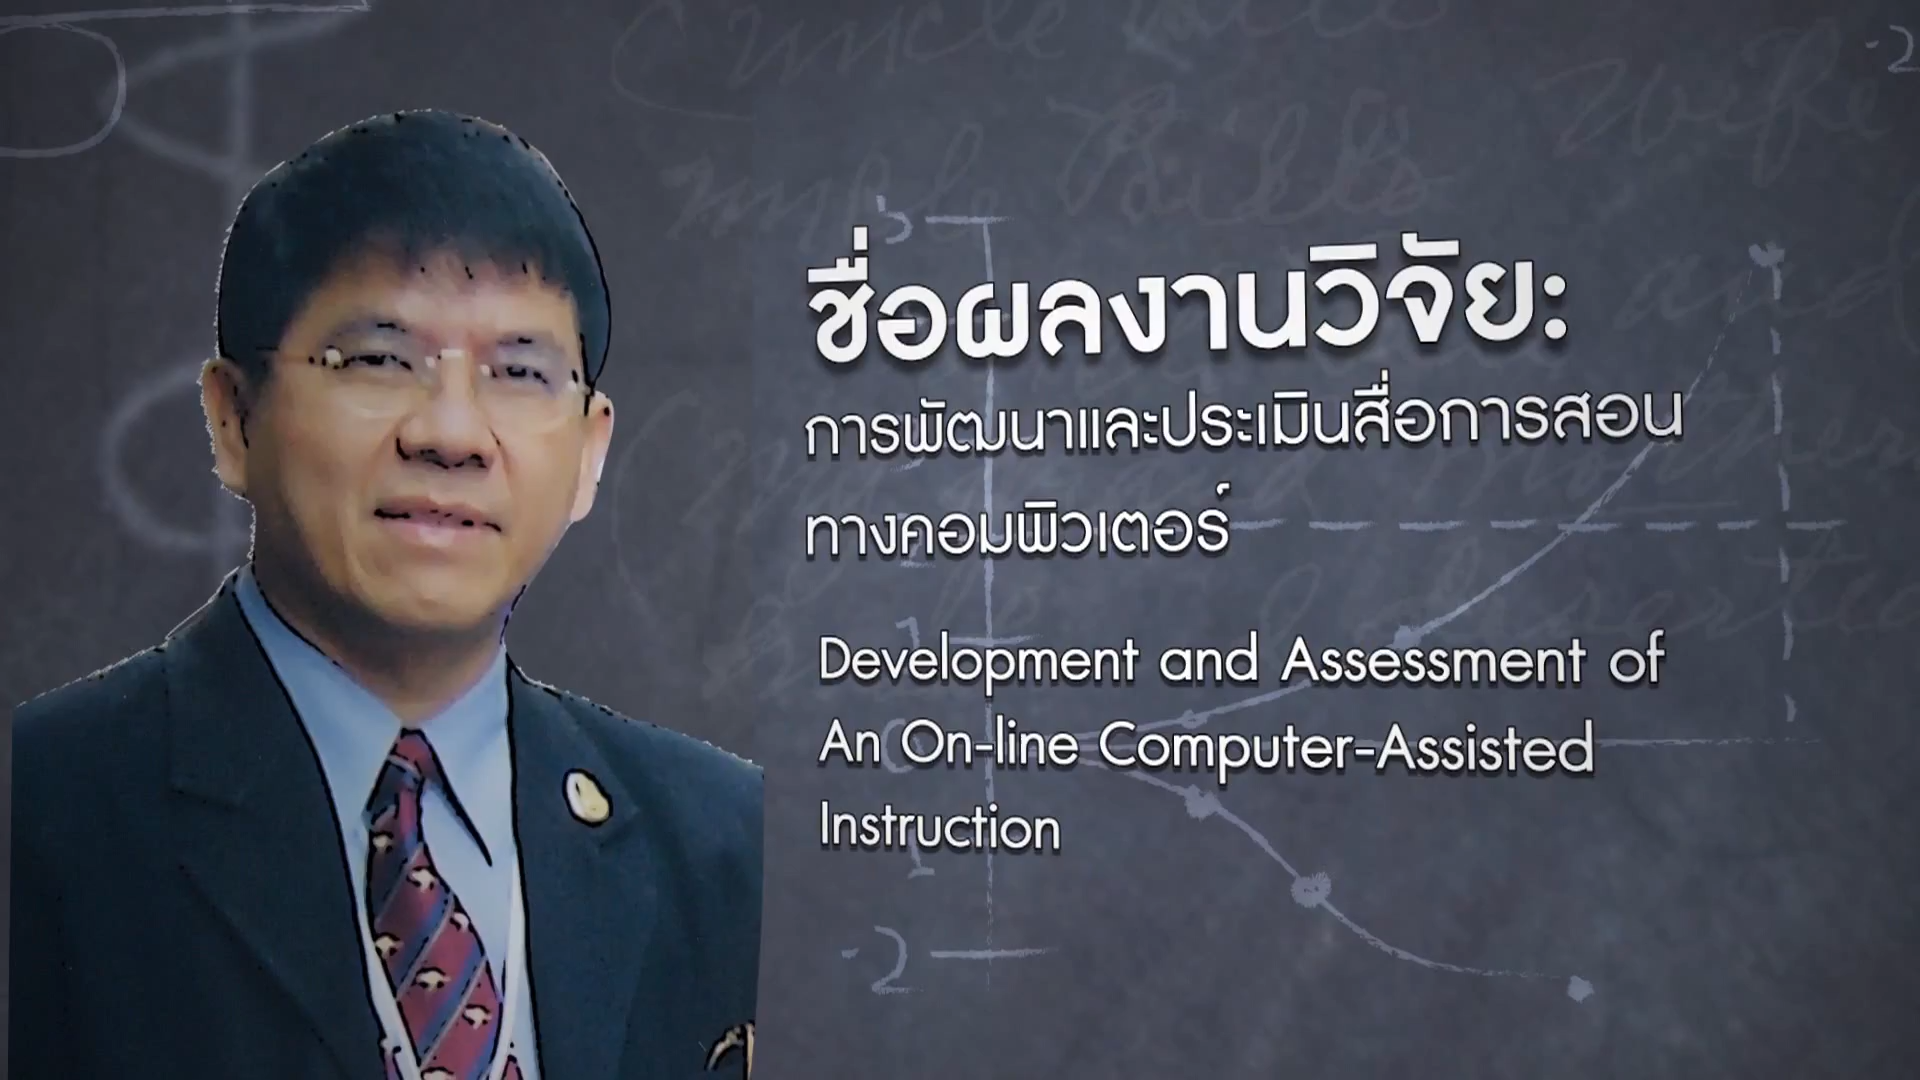 ชื่อผลงานวิจัย:
การพัฒนาและประเมินสื่อการสอน
ทางคอมพิวเตอร์
Development and Assessment of
An On-line Computer-Assisted
Instruction
-2